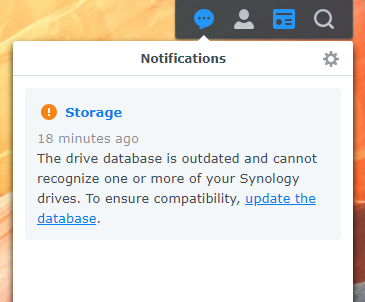 Notifications
Storage
18 minutes ago
The drive database is outdated and cannot
recognize one or more of your Synology
drives. To ensure compatibility, update the
database.